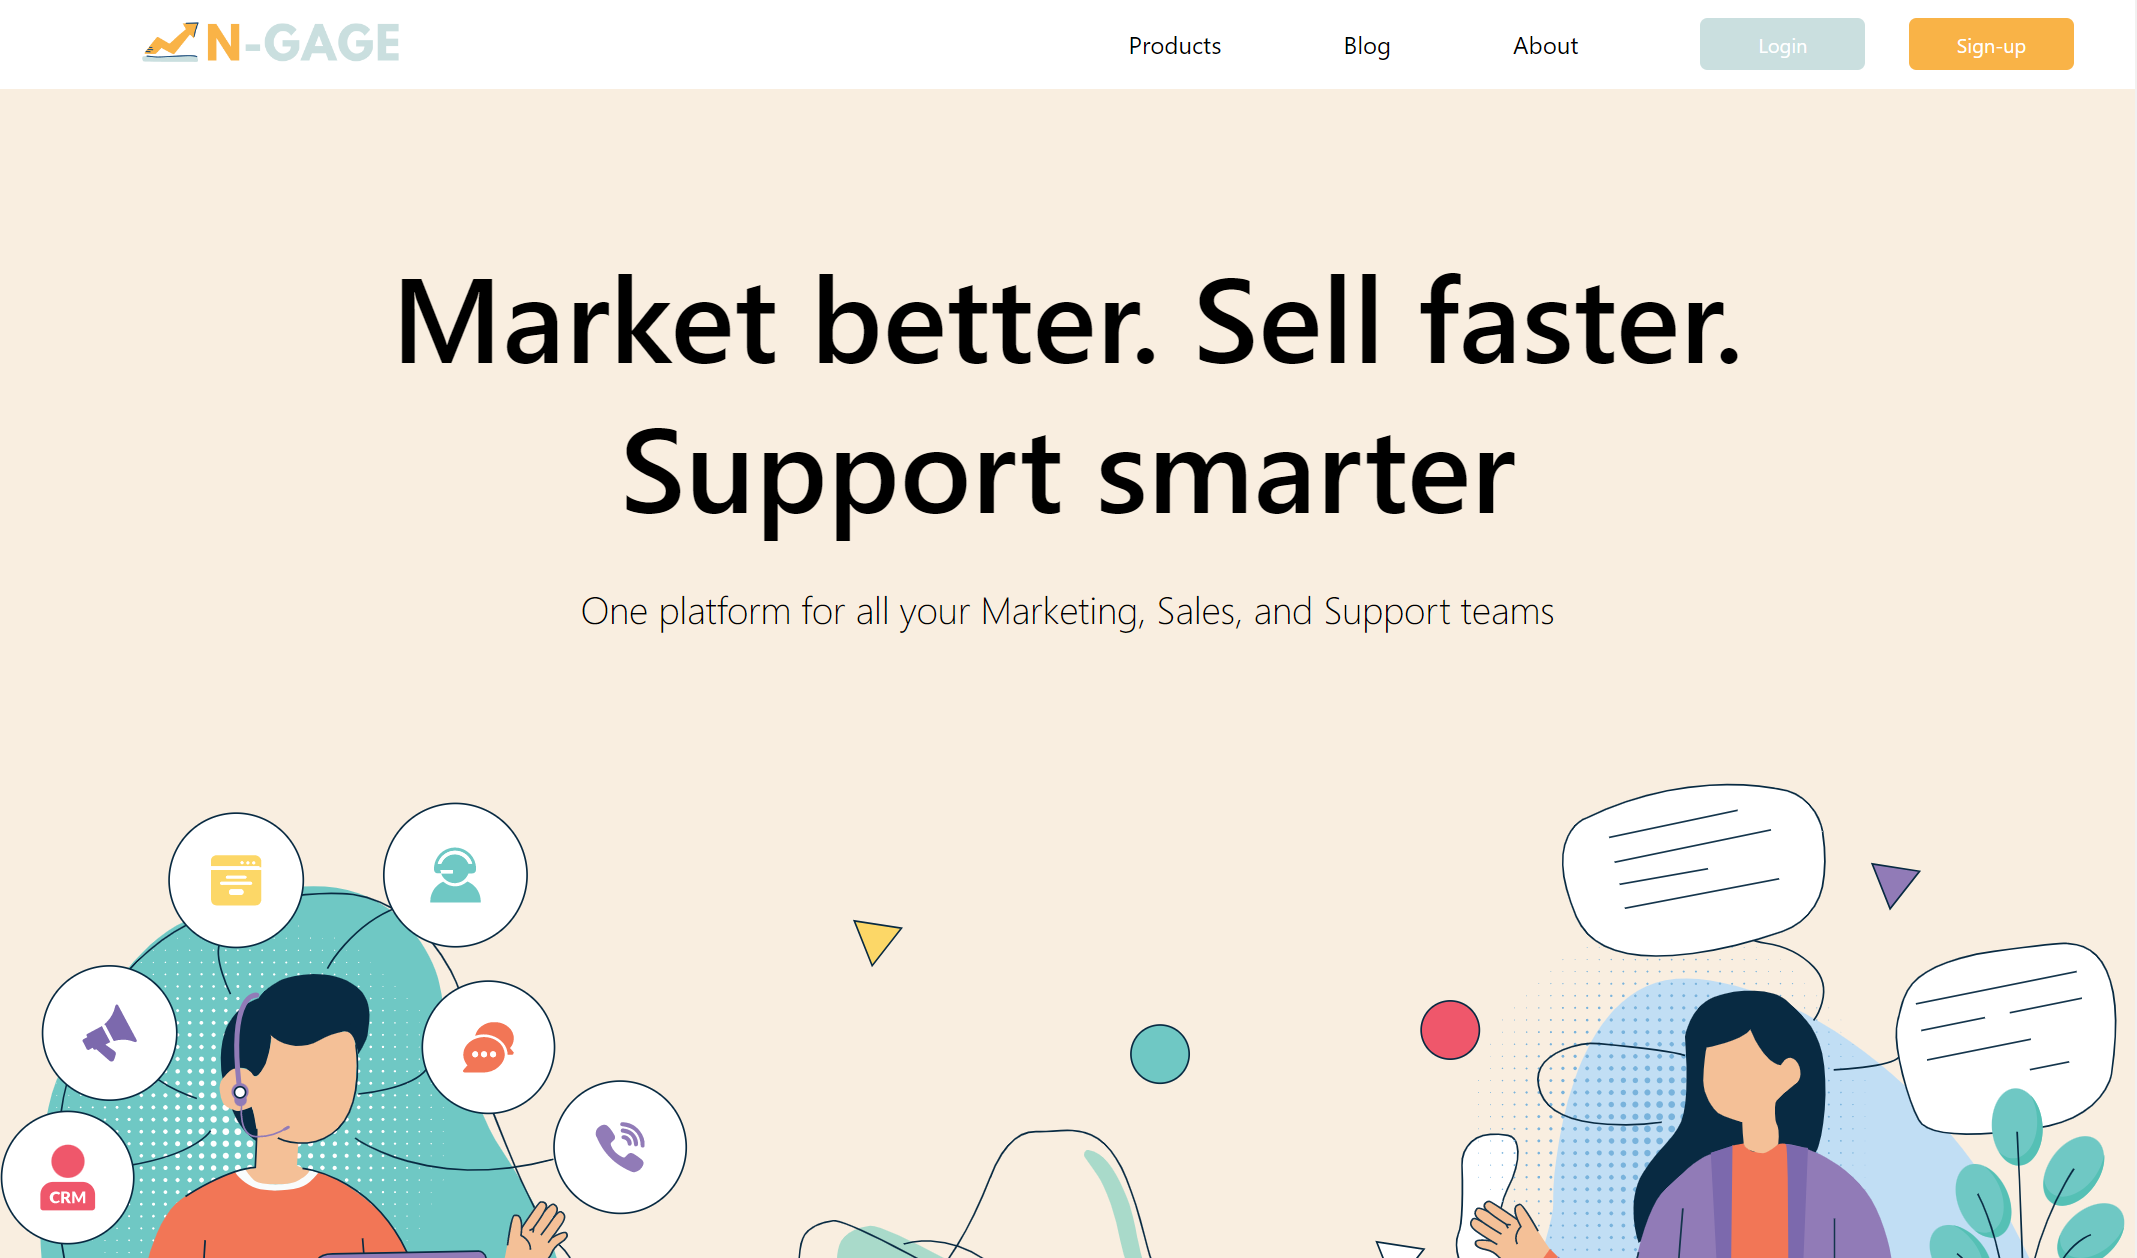 N-GAGE
Products
Blog
About
Login
Sign-up
Market better. Sell faster.
Support smarter
One platform for all your Marketing, Sales, and Support teams
CRM